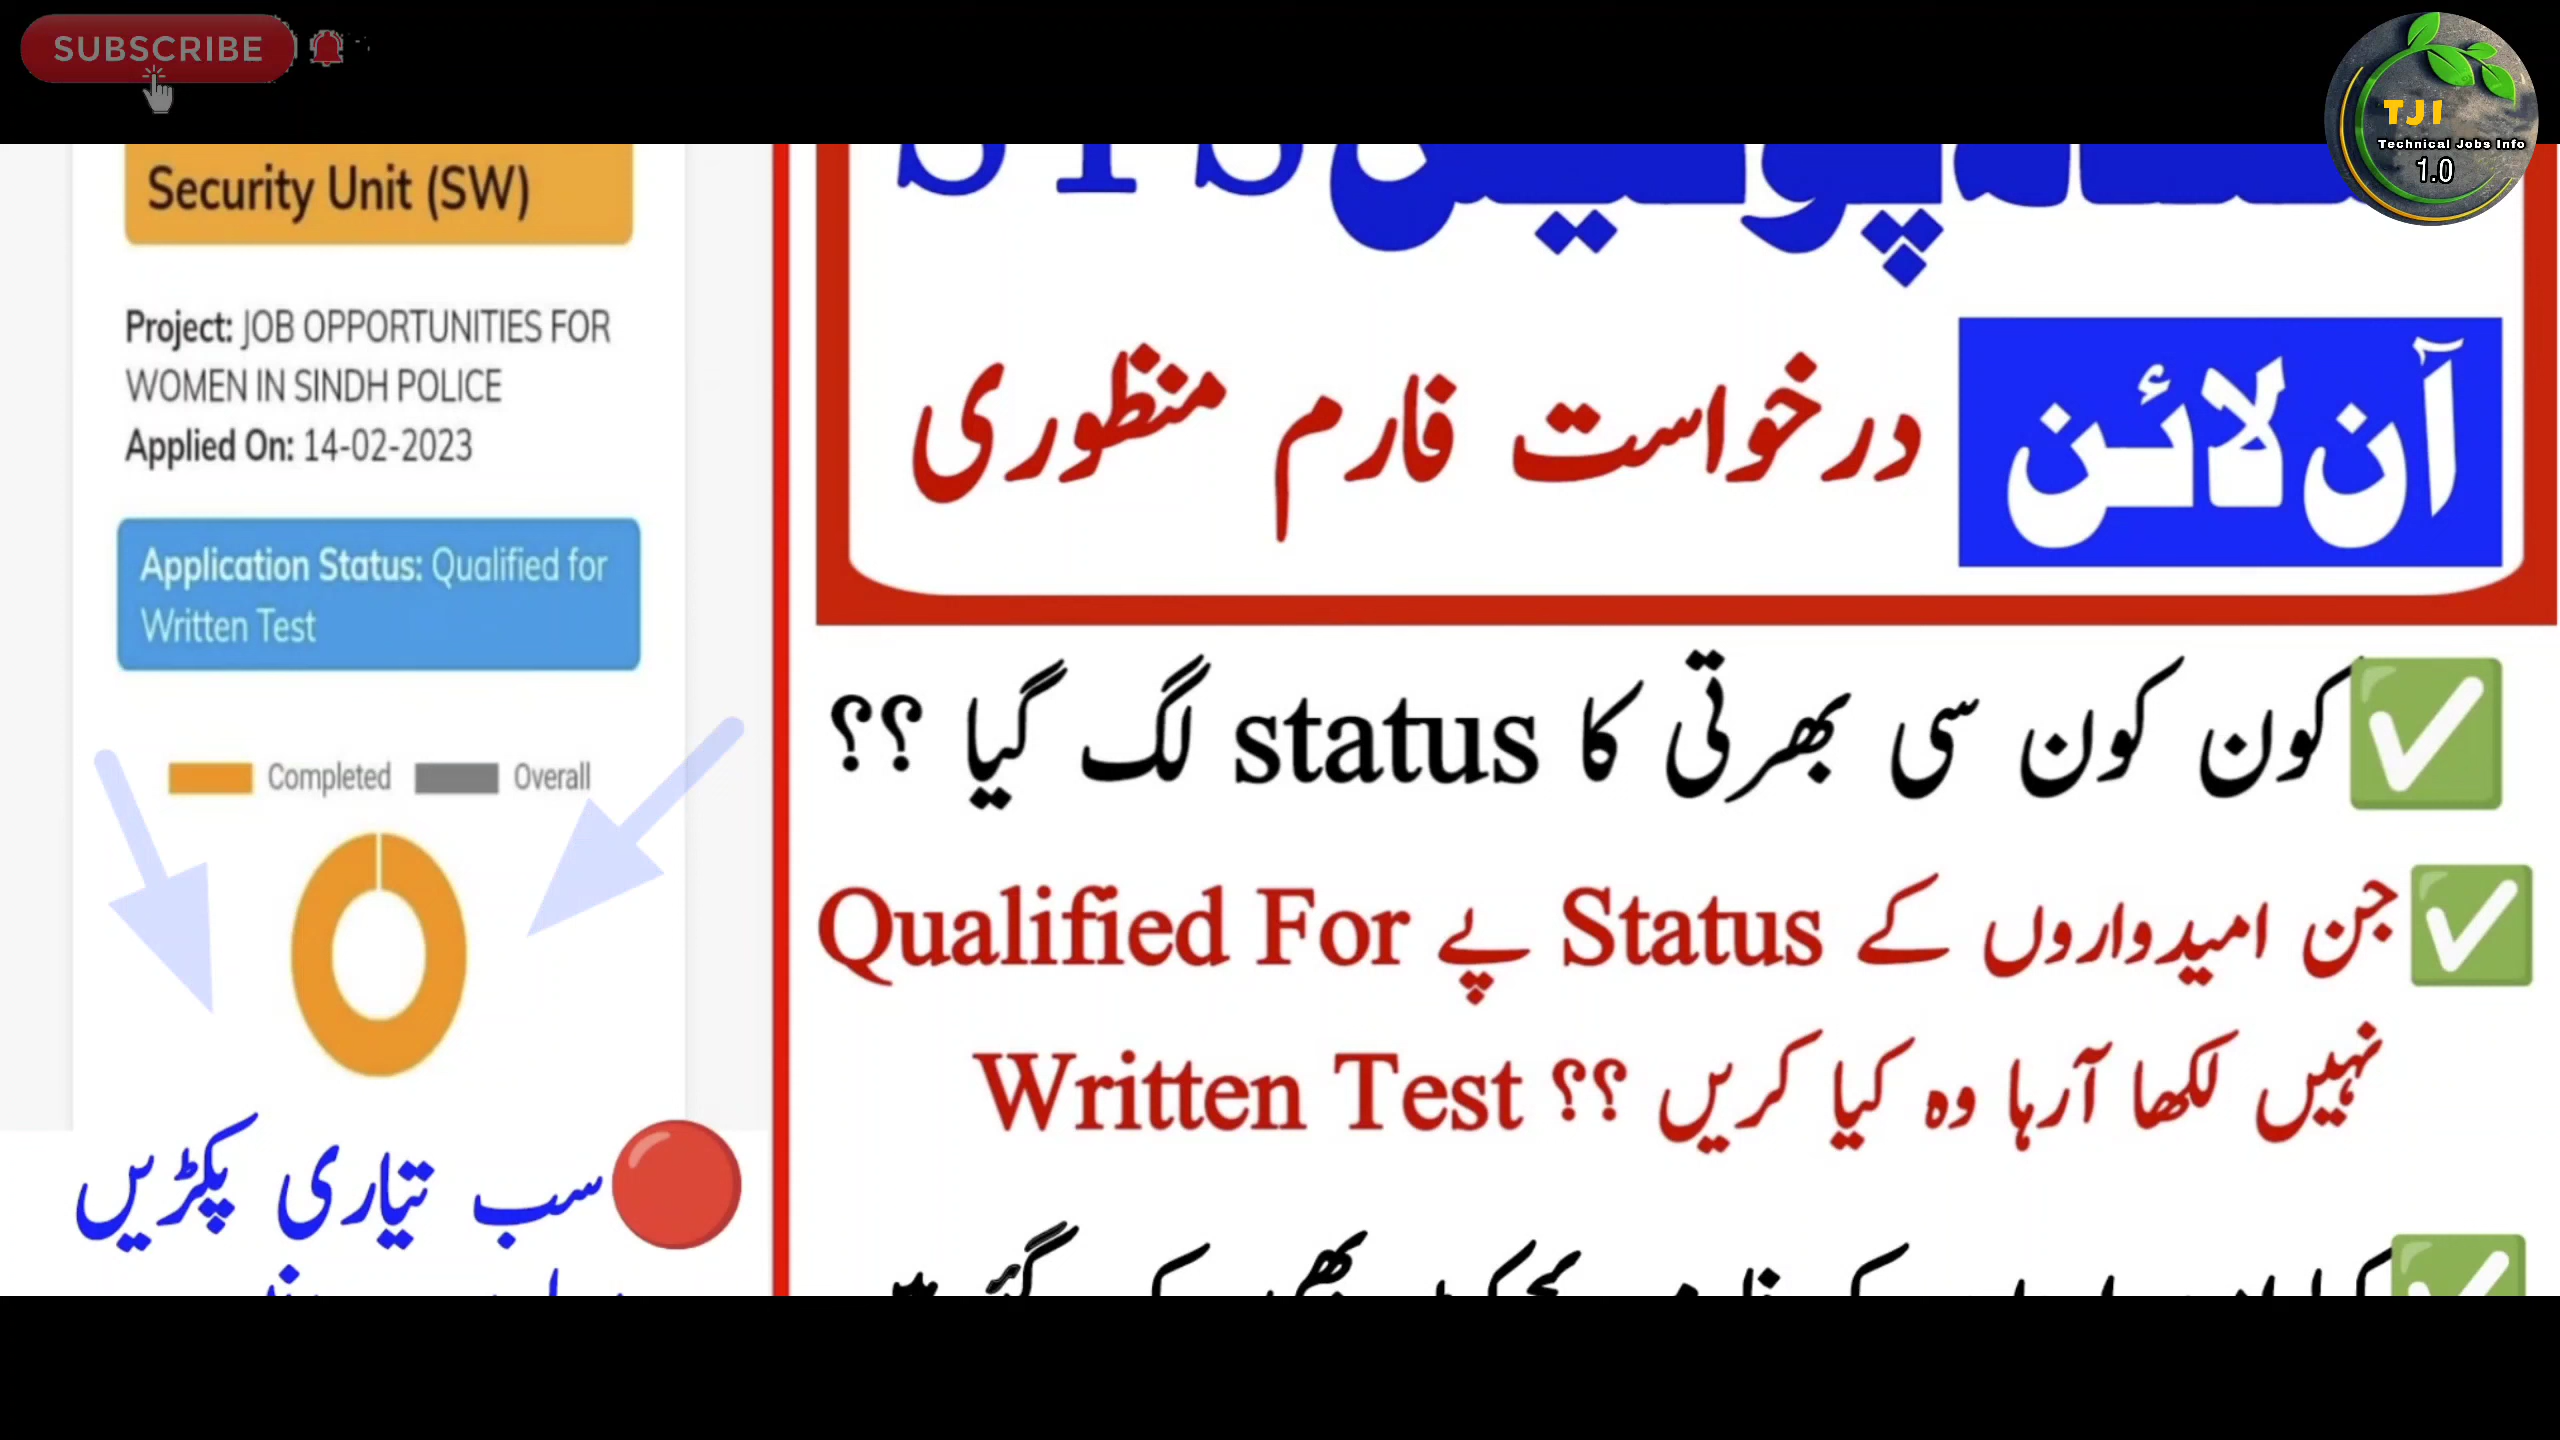 SUBSCRIBE
TJI
Technical Jobs Info
1.0
Security Unit (SW)
Project: JOB OPPORTUNITIES FOR
WOMEN IN SINDH POLICE
Applied On: 14-02-2023
Application Status: Qualified for
Written Test
Completed Overall
سب تیاری پکڑیں
آن لائن درخواست فارم منظوری
کون کون سی بھرتی کا status لگ گیا ؟؟
جن امیدواروں کے Status پے Qualified For
Written Test نہیں لکھا آرہا وہ کیا کریں ؟؟